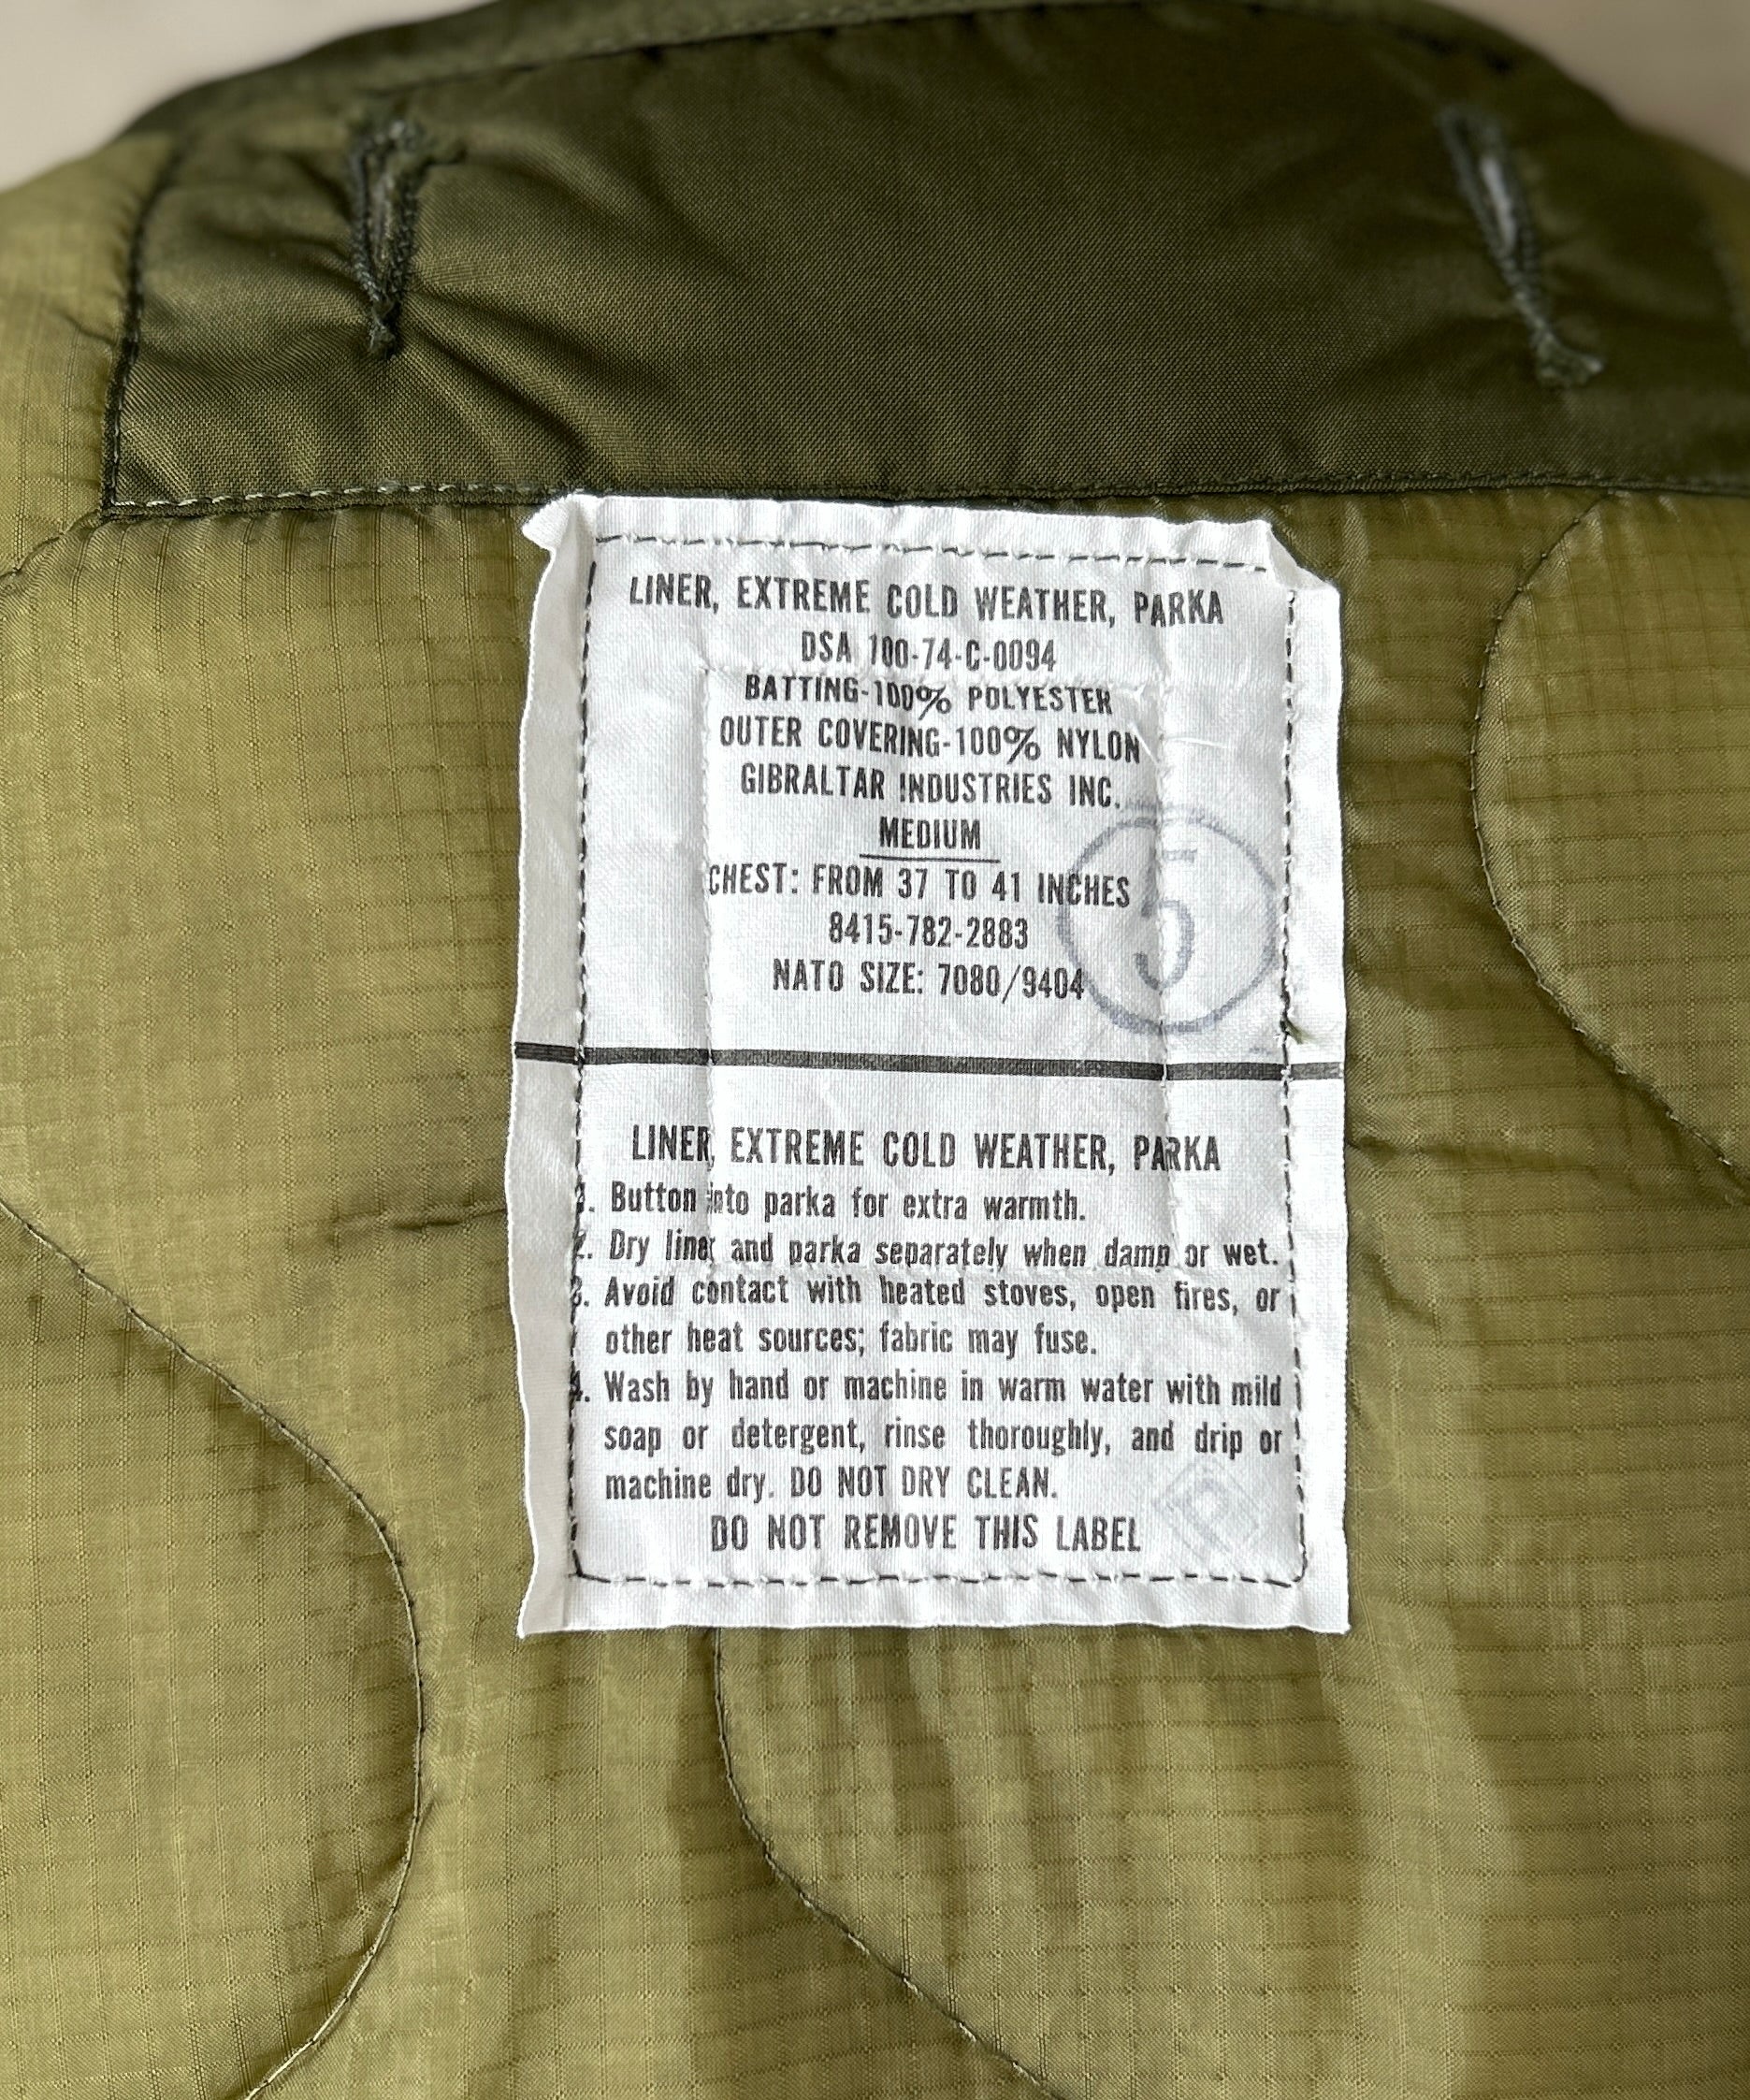 LINER, EXTREME COLD WEATHER, PARKA
DSA 100-74-C-0094
BATTING-100% POLYESTER
OUTER COVERING-100% NYLON
GIBRALTAR INDUSTRIES INC.
MEDIUM
CHEST: FROM 37 TO 41 INCHES
8415-782-2883
NATO SIZE: 7080/9404
5
LINER, EXTREME COLD WEATHER, PARKA
1. Button into parka for extra warmth.
2. Dry liner and parka separately when damp or wet.
3. Avoid contact with heated stoves, open fires, or
other heat sources; fabric may fuse.
4. Wash by hand or machine in warm water with mild
soap or detergent, rinse thoroughly, and drip or
machine dry. DO NOT DRY CLEAN.
DO NOT REMOVE THIS LABEL
P